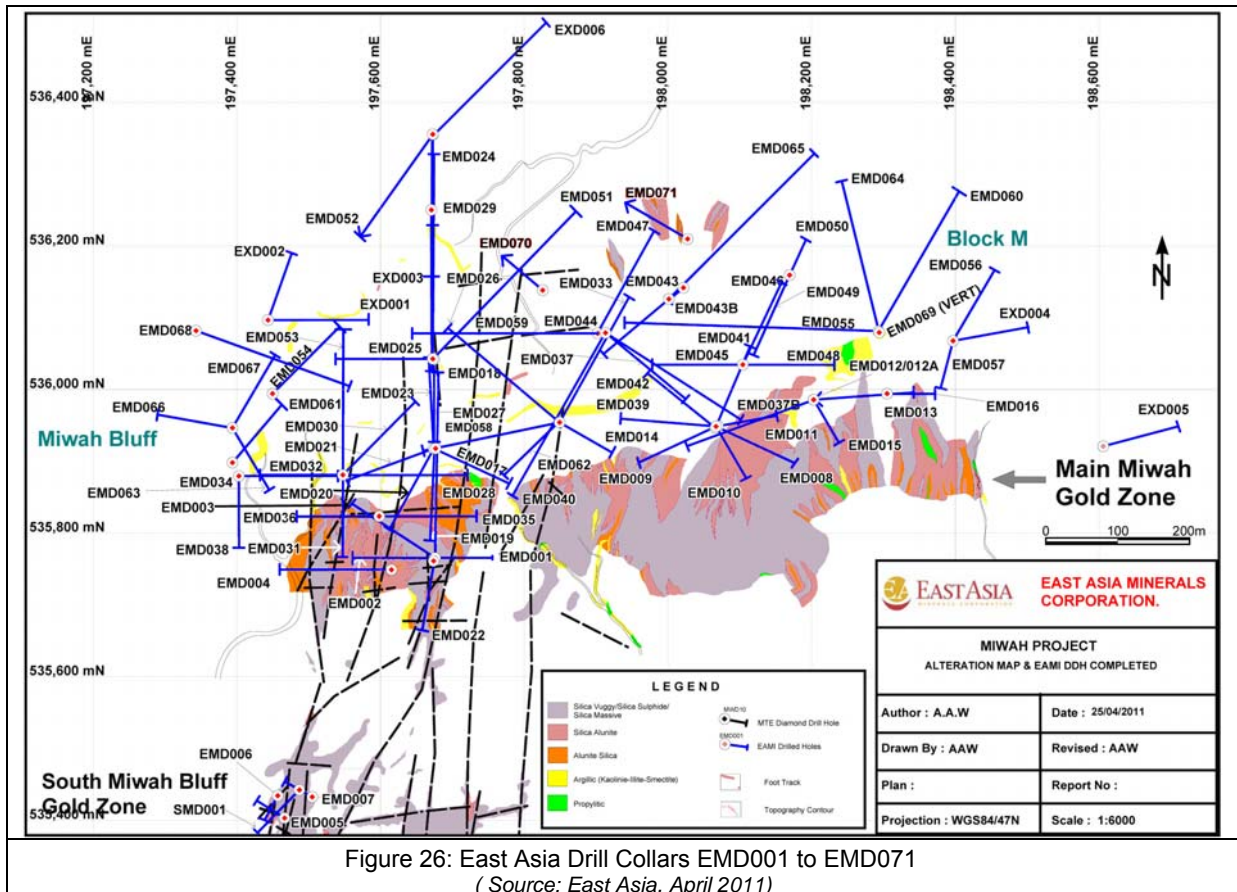 197,200 mE
197,400 mE
197,600 mE
197,800 mE
198,000 mE
198,200 mE
198,400 mE
198,600 mE
EXD006
536,400 mN
EMD024
EMD065
EMD064
EMD052
EMD029
EMD051
EMD071
EMD060
EMD047
EMD050
536,200 mN
EXD002
EMD070
Block M
EXD003
EMD026
EMD033
EMD043
EMD046
EMD056
N
EMD049
EXD001
EMD043B
EMD069 (VERT)
EXD004
EMD068
EMD053
EMD059
EMD044
EMD055
EMD025
EMD041
EMD067
EMD054
EMD037
EMD045
EMD048
EMD057
EMD018
EMD042
EMD012/012A
536,000 mN
EMD023
EMD066
EMD061
EMD039
EMD037B
EMD013
EMD016
EMD027
EXD005
EMD030
EMD058
Miwah Bluff
EMD021
EMD014
EMD011
EMD015
EMD032
EMD017
EMD062
EMD034
EMD009
EMD008
Main Miwah
Gold Zone
EMD063
EMD020
EMD028
EMD040
EMD010
EMD003
EMD036
EMD035
0 100 200m
535,800 mN
EMD019
EMD038
EMD031
EMD001
EMD004
EAST ASIA
EAST ASIA MINERALS
CORPORATION.
EMD002
EMD022
MIWAH PROJECT
ALTERATION MAP & EAMI DDH COMPLETED
535,600 mN
LEGEND
Silica Vuggy/Silica Sulphide/
Silica Massive
MWD10
MTE Diamond Drill Hole
Silica Alunite
EMD001
EAMI Drilled Holes
Alunite Silica
Argillic (Kaolinie-Illite-Smectite)
Foot Track
Propylitic
Topography Contour
Author : A.A.W
Date : 25/04/2011
Drawn By : AAW
Revised : AAW
Plan :
Report No :
Projection : WGS84/47N
Scale : 1:6000
EMD006
South Miwah Bluff
Gold Zone
EMD007
SMD001
EMD005
535,400 mN
Figure 26: East Asia Drill Collars EMD001 to EMD071
( Source: East Asia, April 2011)